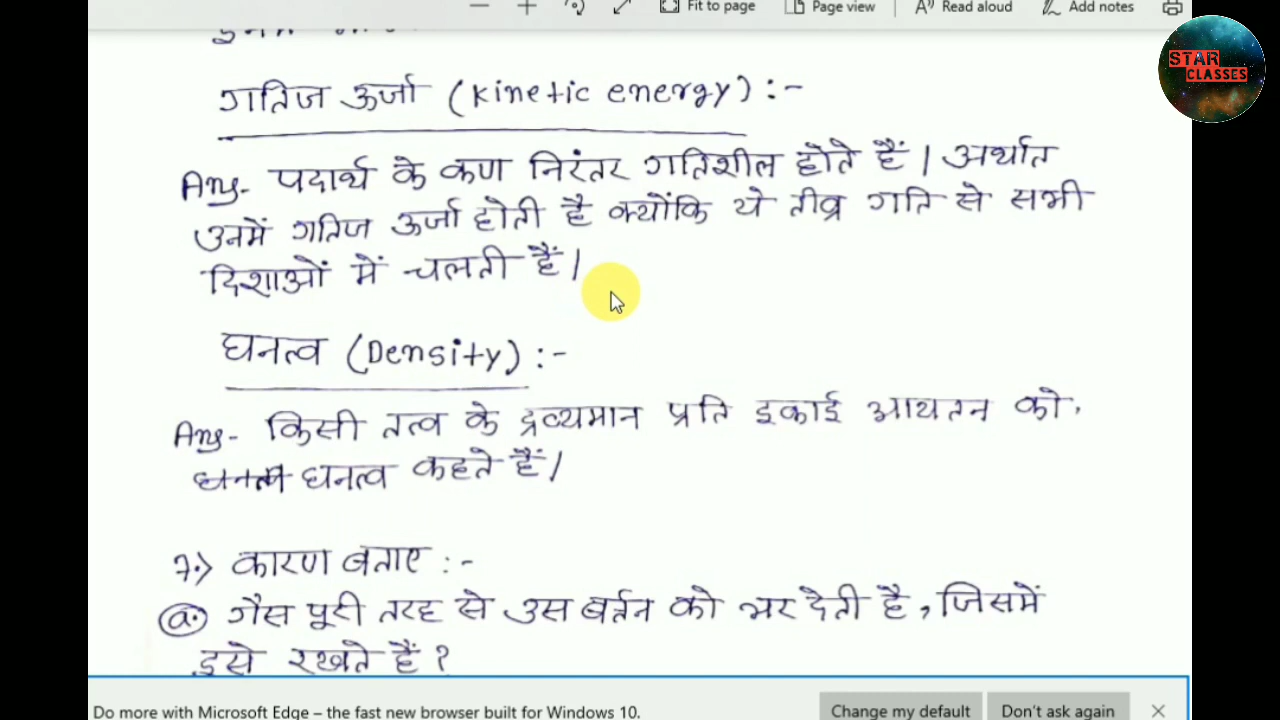 Fit to page Page view Read aloud Add notes
STAR
CLASSES
गतिज ऊर्जा (Kinetic energy) :-
Ans- पदार्थ के कण निरंतर गतिशील होते हैं। अर्थात
उनमें गतिज ऊर्जा होती है क्योंकि ये तीव्र गति से सभी
दिशाओं में चलती हैं।
घनत्व (Density) :-
Ans- किसी तत्व के द्रव्यमान प्रति इकाई आयतन को
घनत्व कहते हैं।
7.) कारण बताए :-
(a.) गैस पूरी तरह से उस बर्तन को भर देती है, जिसमें
इसे रखते हैं?
Do more with Microsoft Edge – the fast new browser built for Windows 10. Change my default Don't ask again